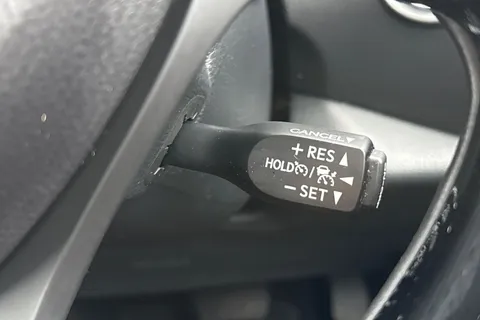 CANCEL
+ RES
HOLD /
− SET